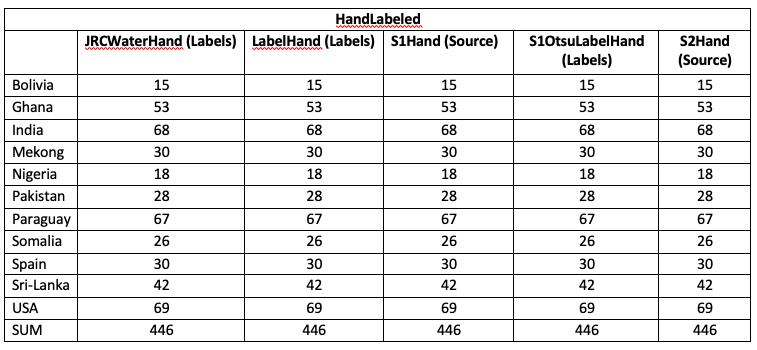 HandLabeled
JRCWaterHand (Labels) LabelHand (Labels) S1Hand (Source) S1OtsuLabelHand (Labels) S2Hand (Source)
Bolivia 15 15 15 15 15
Ghana 53 53 53 53 53
India 68 68 68 68 68
Mekong 30 30 30 30 30
Nigeria 18 18 18 18 18
Pakistan 28 28 28 28 28
Paraguay 67 67 67 67 67
Somalia 26 26 26 26 26
Spain 30 30 30 30 30
Sri-Lanka 42 42 42 42 42
USA 69 69 69 69 69
SUM 446 446 446 446 446